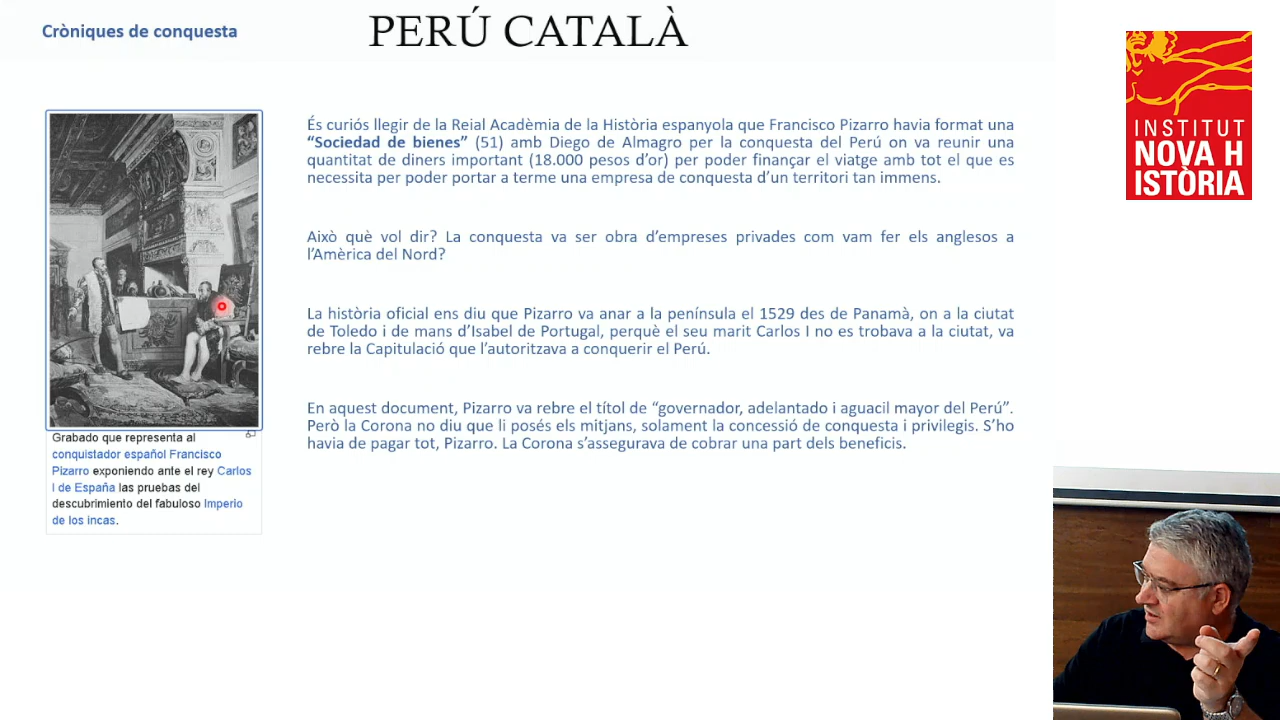 Cròniques de conquesta
PERÚ CATALÀ
INSTITUT
NOVA H
ISTÒRIA
És curiós llegir de la Reial Acadèmia de la Història espanyola que Francisco Pizarro havia format una
“Sociedad de bienes” (51) amb Diego de Almagro per la conquesta del Perú on va reunir una
quantitat de diners important (18.000 pesos d’or) per poder finançar el viatge amb tot el que es
necessita per poder portar a terme una empresa de conquesta d’un territori tan immens.
Això què vol dir? La conquesta va ser obra d’empreses privades com vam fer els anglesos a
l’Amèrica del Nord?
La història oficial ens diu que Pizarro va anar a la península el 1529 des de Panamà, on a la ciutat
de Toledo i de mans d’Isabel de Portugal, perquè el seu marit Carlos I no es trobava a la ciutat, va
rebre la Capitulació que l’autoritzava a conquerir el Perú.
En aquest document, Pizarro va rebre el títol de “governador, adelantado i aguacil mayor del Perú”.
Però la Corona no diu que li posés els mitjans, solament la concessió de conquesta i privilegis. S’ho
havia de pagar tot, Pizarro. La Corona s’assegurava de cobrar una part dels beneficis.
Grabado que representa al
conquistador español Francisco
Pizarro exponiendo ante el rey Carlos
I de España las pruebas del
descubrimiento del fabuloso Imperio
de los incas.